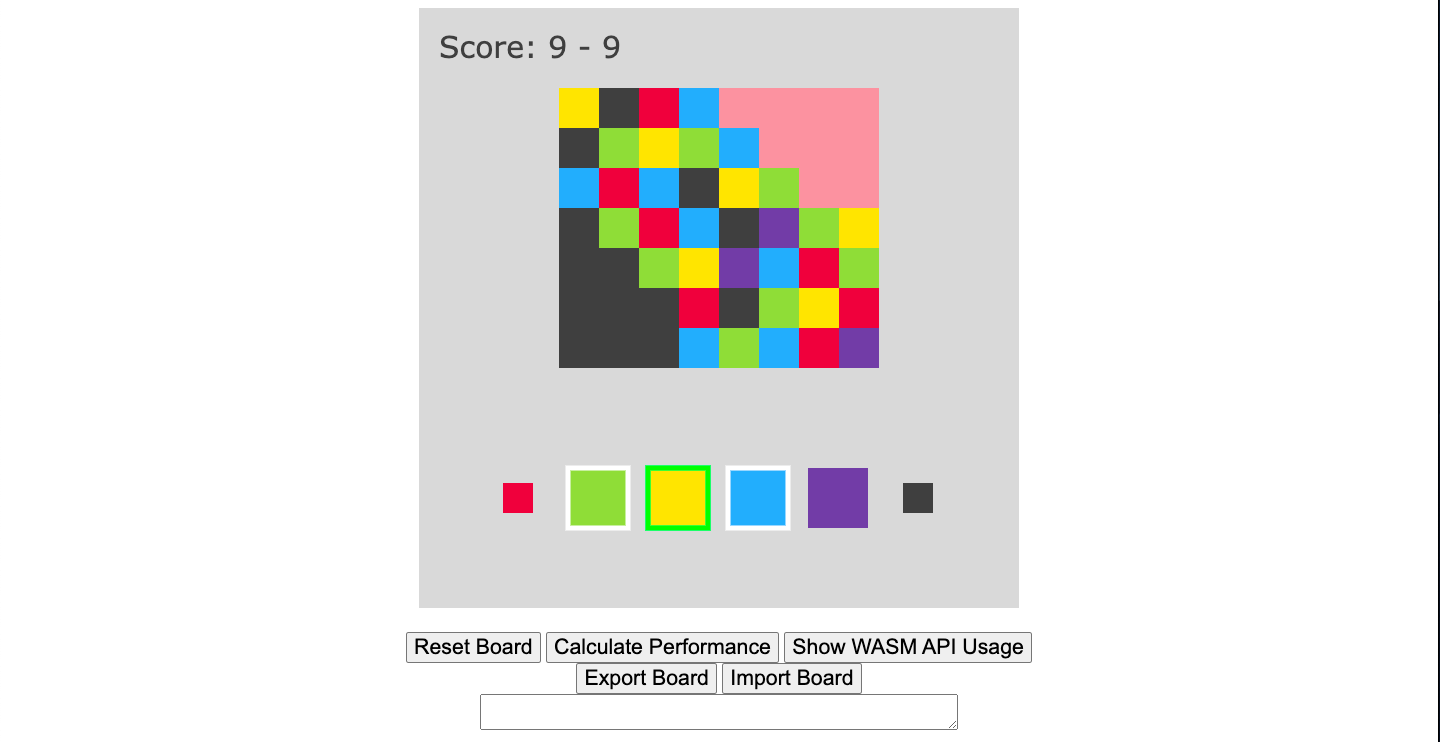 Score: 9 - 9
Reset Board Calculate Performance Show WASM API Usage
Export Board Import Board